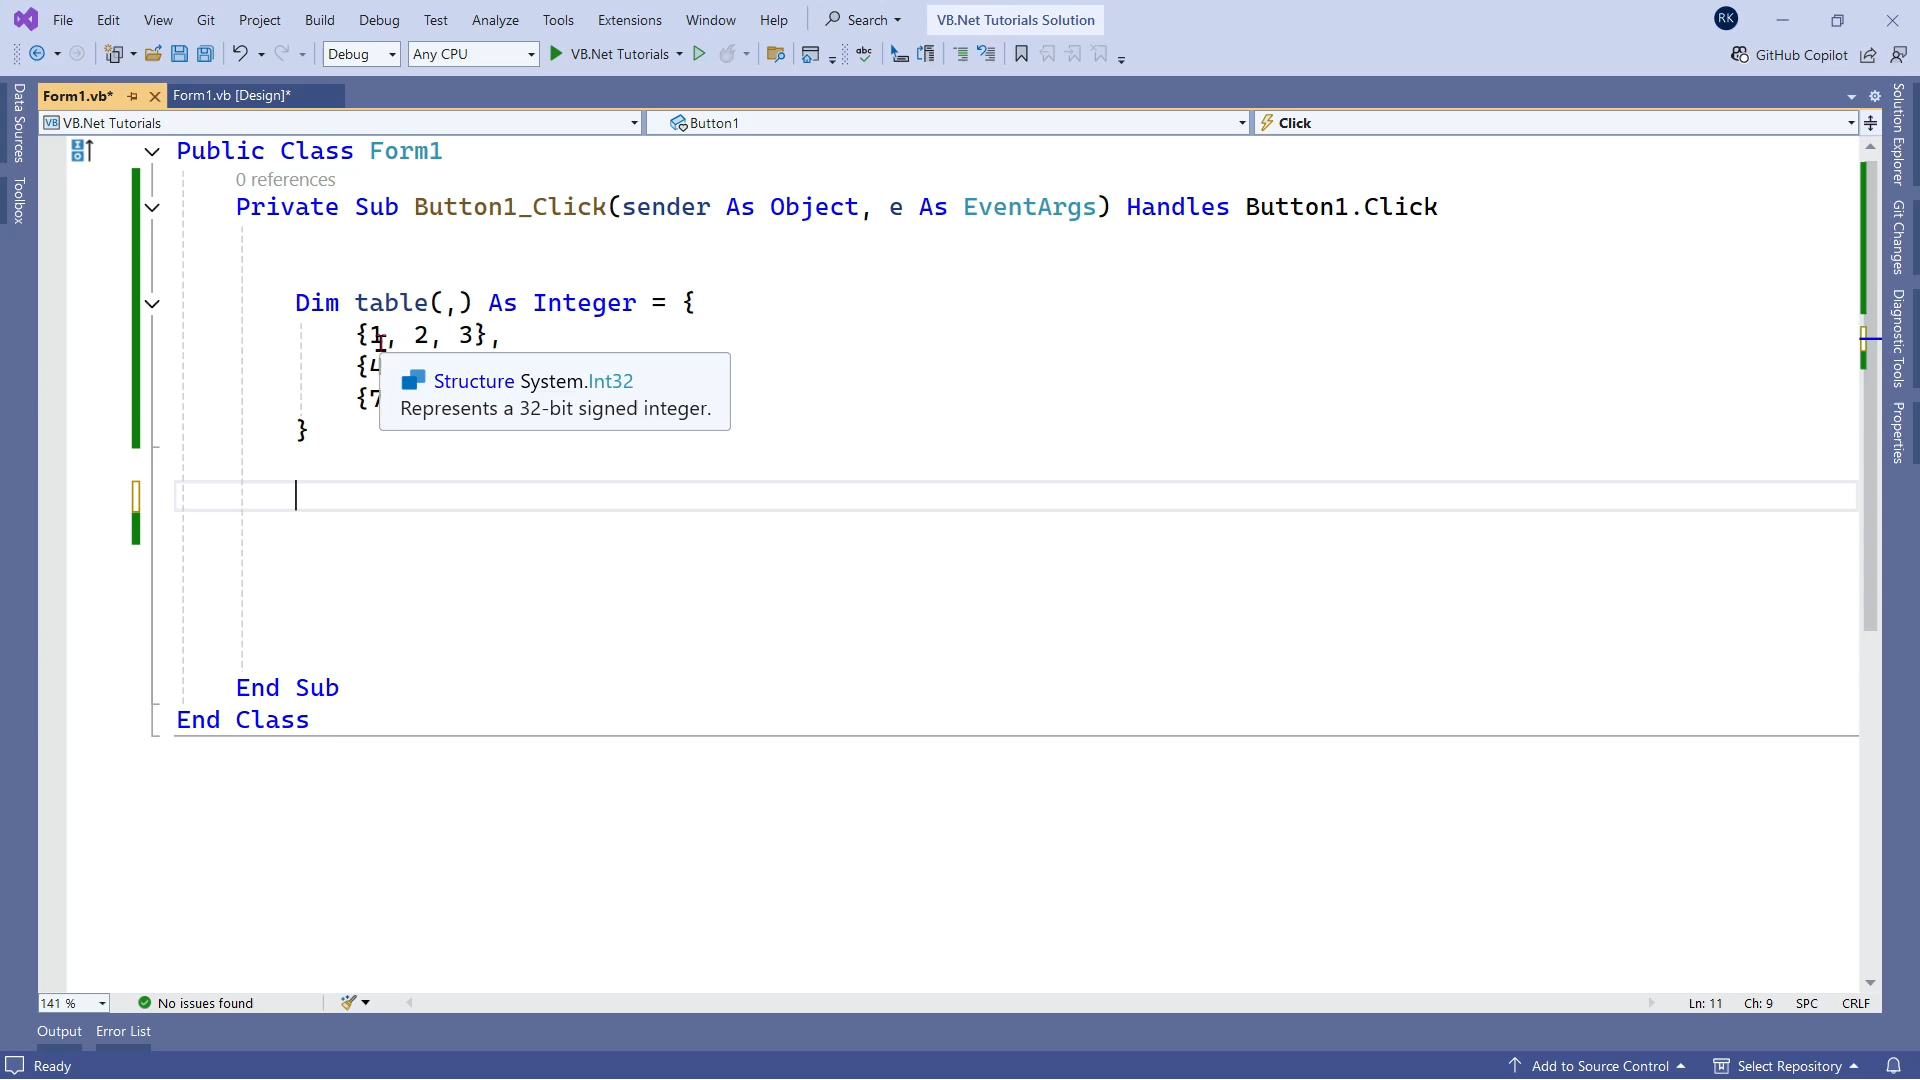 File Edit View Git Project Build Debug Test Analyze Tools Extensions Window Help Search VB.Net Tutorials Solution RK
Debug Any CPU VB.Net Tutorials abc GitHub Copilot
Form1.vb* Form1.vb [Design]*
VB VB.Net Tutorials Button1 Click
Data Sources
Toolbox
Public Class Form1
0 references
Private Sub Button1_Click(sender As Object, e As EventArgs) Handles Button1.Click
Dim table(,) As Integer = {
{1, 2, 3},
{4
{7
}
Structure System.Int32
Represents a 32-bit signed integer.
End Sub
End Class
Solution Explorer
Git Changes
Diagnostic Tools
Properties
141 % No issues found Ln: 11 Ch: 9 SPC CRLF
Output Error List
Ready Add to Source Control Select Repository